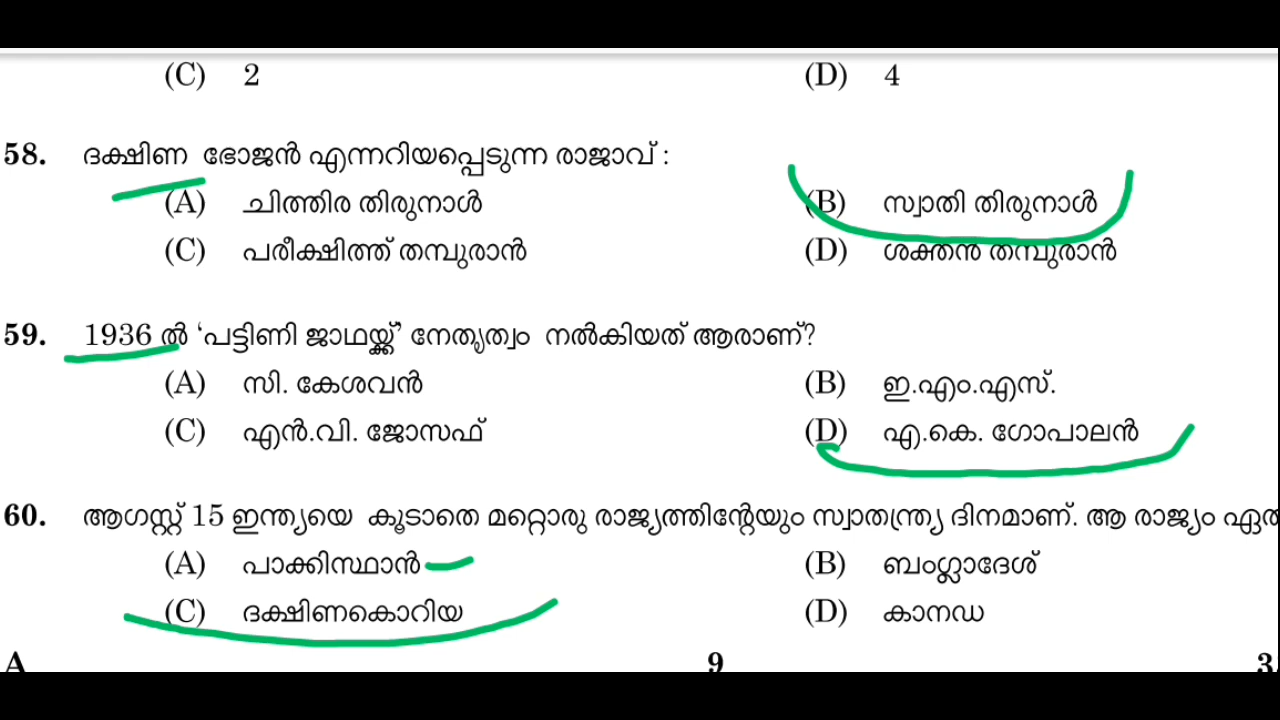 (C) 2 (D) 4
58. ദക്ഷിണ ഭോജൻ എന്നറിയപ്പെടുന്ന രാജാവ് :
(A) ചിത്തിര തിരുനാൾ (B) സ്വാതി തിരുനാൾ
(C) പരീക്ഷിത്ത് തമ്പുരാൻ (D) ശക്തൻ തമ്പുരാൻ
59. 1936 ൽ ‘പട്ടിണി ജാഥയ്ക്ക്’ നേതൃത്വം നൽകിയത് ആരാണ്?
(A) സി. കേശവൻ (B) ഇ.എം.എസ്.
(C) എൻ.വി. ജോസഫ് (D) എ.കെ. ഗോപാലൻ
60. ആഗസ്റ്റ് 15 ഇന്ത്യയെ കൂടാതെ മറ്റൊരു രാജ്യത്തിന്റേയും സ്വാതന്ത്ര്യ ദിനമാണ്. ആ രാജ്യം
(A) പാക്കിസ്ഥാൻ (B) ബംഗ്ലാദേശ്
(C) ദക്ഷിണകൊറിയ (D) കാനഡ
A 9 3